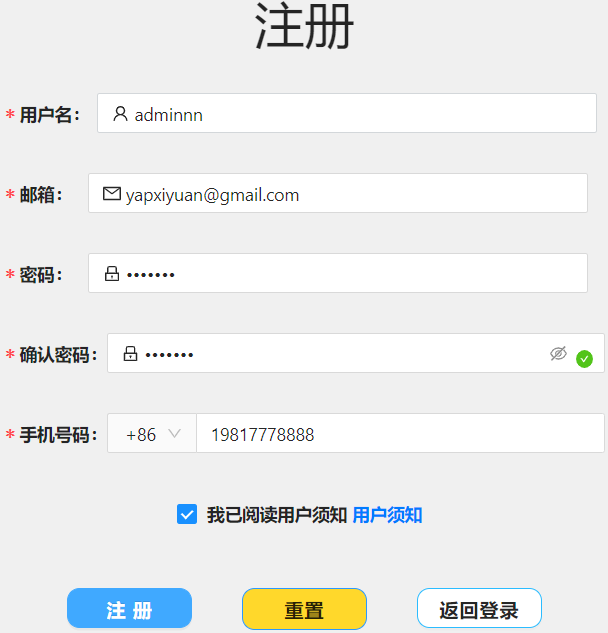 注册
* 用户名： adminnn
* 邮箱： yapxiyuan@gmail.com
* 密码： •••••••
* 确认密码： •••••••
* 手机号码： +86 19817778888
我已阅读用户须知 用户须知
注 册 重置 返回登录